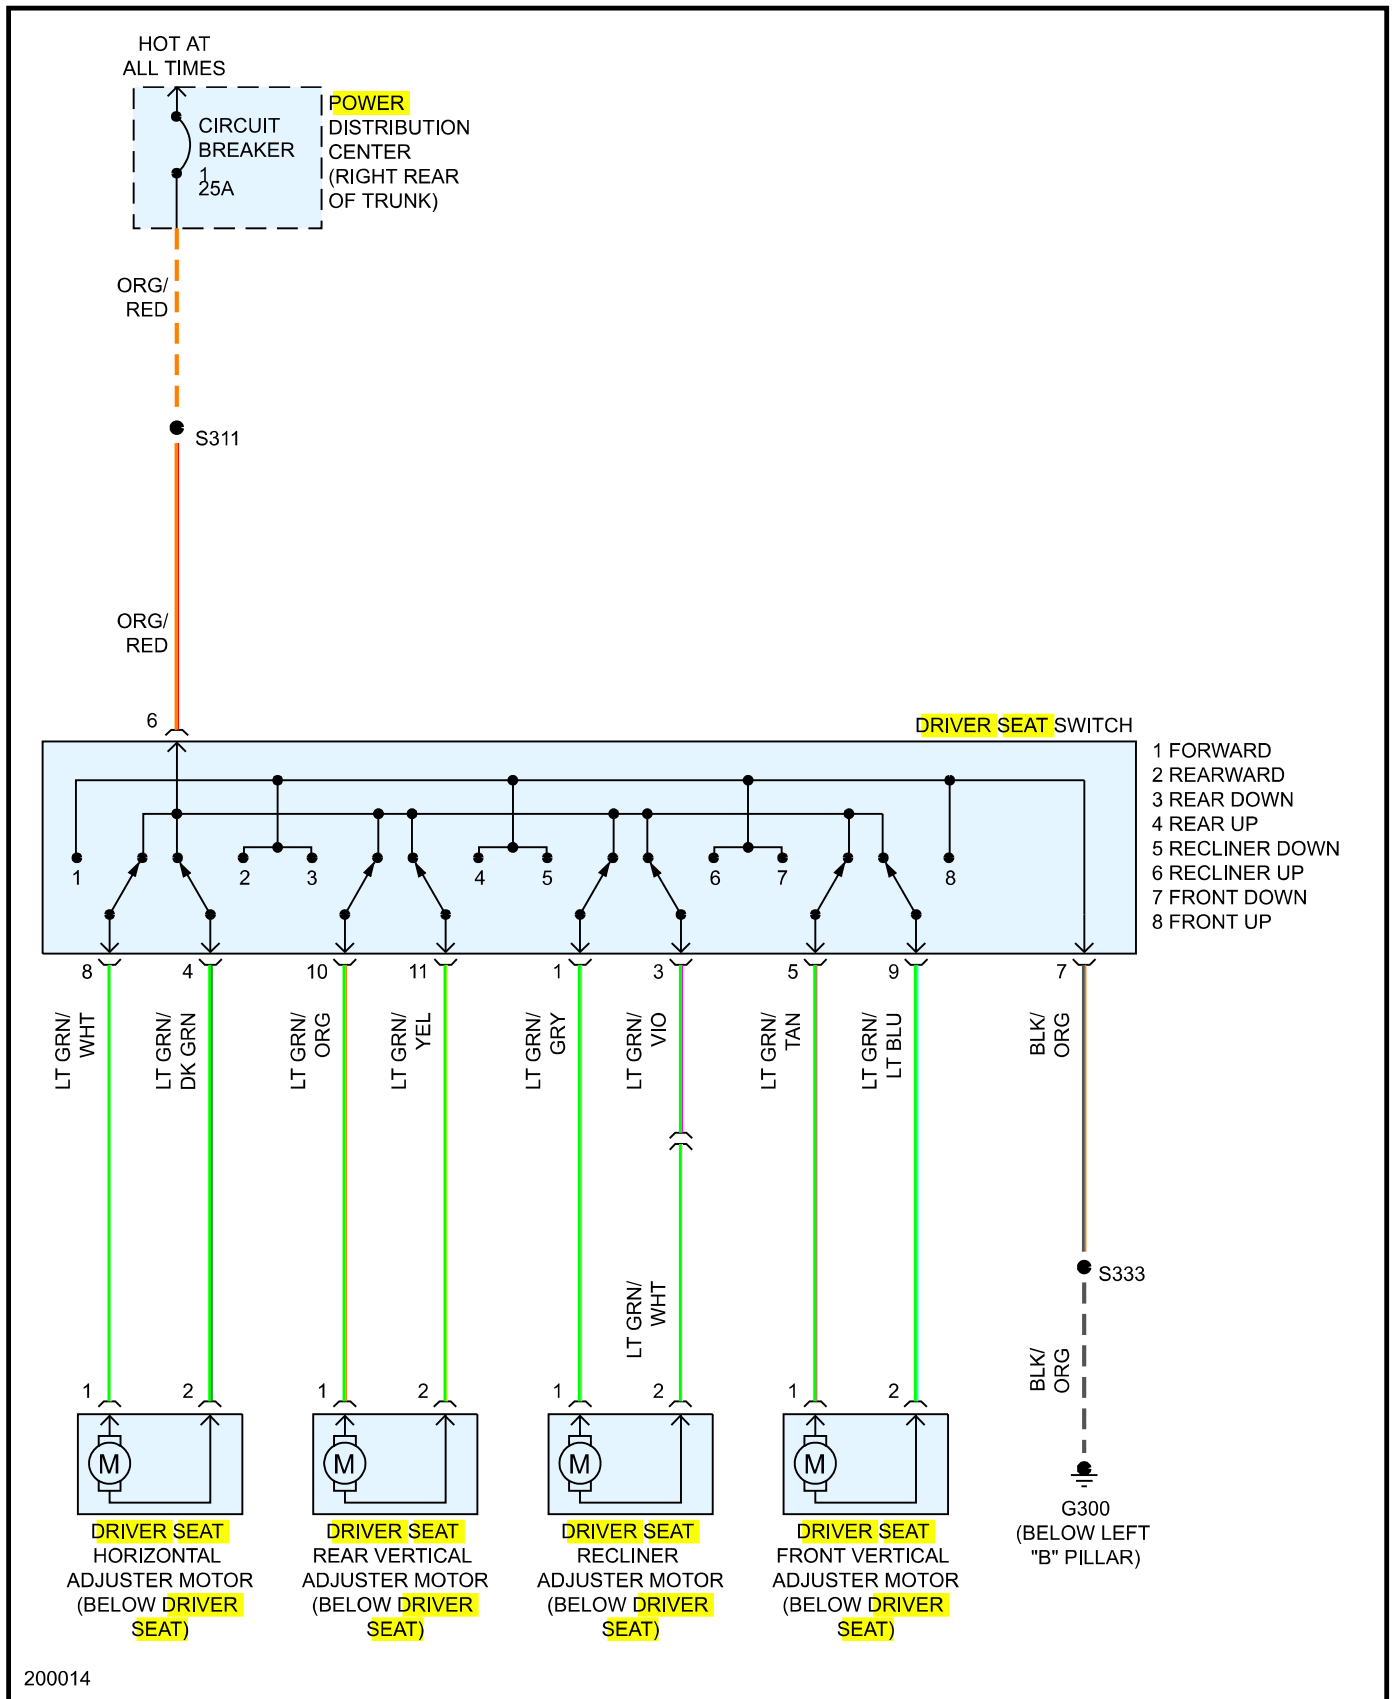 HOT AT
ALL TIMES
CIRCUIT
BREAKER
1
25A
POWER
DISTRIBUTION
CENTER
(RIGHT REAR
OF TRUNK)
ORG/
RED
S311
ORG/
RED
6
DRIVER SEAT SWITCH
1 FORWARD
2 REARWARD
3 REAR DOWN
4 REAR UP
5 RECLINER DOWN
6 RECLINER UP
7 FRONT DOWN
8 FRONT UP
1 2 3 4 5 6 7 8
8 4 10 11 1 3 5 9 7
LT GRN/
WHT
LT GRN/
DK GRN
LT GRN/
ORG
LT GRN/
YEL
LT GRN/
GRY
LT GRN/
VIO
LT GRN/
TAN
LT GRN/
LT BLU
BLK/
ORG
S333
LT GRN/
WHT
BLK/
ORG
1 2 1 2 1 2 1 2
M M M M
DRIVER SEAT
HORIZONTAL
ADJUSTER MOTOR
(BELOW DRIVER
SEAT)
DRIVER SEAT
REAR VERTICAL
ADJUSTER MOTOR
(BELOW DRIVER
SEAT)
DRIVER SEAT
RECLINER
ADJUSTER MOTOR
(BELOW DRIVER
SEAT)
DRIVER SEAT
FRONT VERTICAL
ADJUSTER MOTOR
(BELOW DRIVER
SEAT)
G300
(BELOW LEFT
"B" PILLAR)
200014